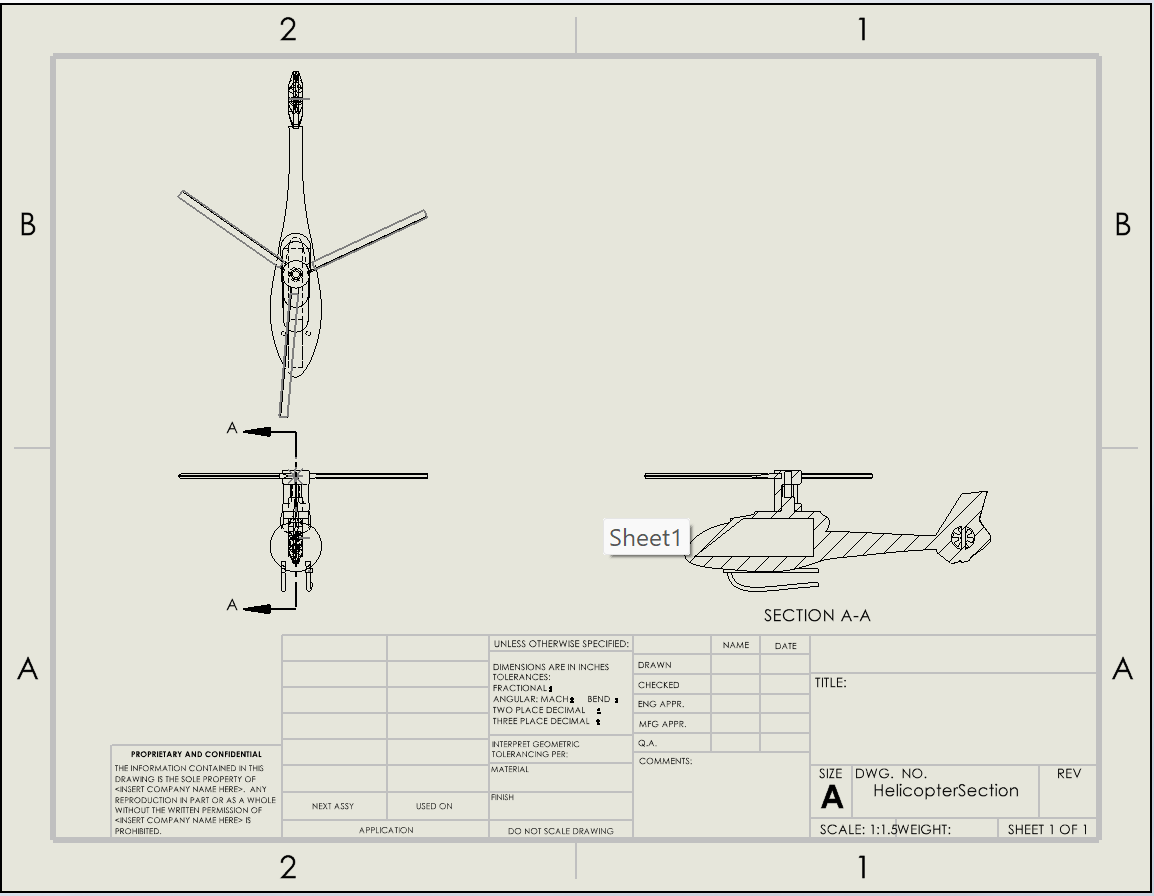 2 1
B B
A
A
Sheet1
SECTION A-A
A A
UNLESS OTHERWISE SPECIFIED:
DIMENSIONS ARE IN INCHES
TOLERANCES:
FRACTIONAL
ANGULAR: MACH BEND
TWO PLACE DECIMAL
THREE PLACE DECIMAL
INTERPRET GEOMETRIC
TOLERANCING PER:
MATERIAL
FINISH
DO NOT SCALE DRAWING
NAME DATE
DRAWN
CHECKED
ENG APPR.
MFG APPR.
Q.A.
COMMENTS:
TITLE:
SIZE DWG. NO. REV
A HelicopterSection
SCALE: 1:1.5 WEIGHT: SHEET 1 OF 1
PROPRIETARY AND CONFIDENTIAL
THE INFORMATION CONTAINED IN THIS
DRAWING IS THE SOLE PROPERTY OF
<INSERT COMPANY NAME HERE>. ANY
REPRODUCTION IN PART OR AS A WHOLE
WITHOUT THE WRITTEN PERMISSION OF
<INSERT COMPANY NAME HERE> IS
PROHIBITED.
NEXT ASSY USED ON
APPLICATION
2 1